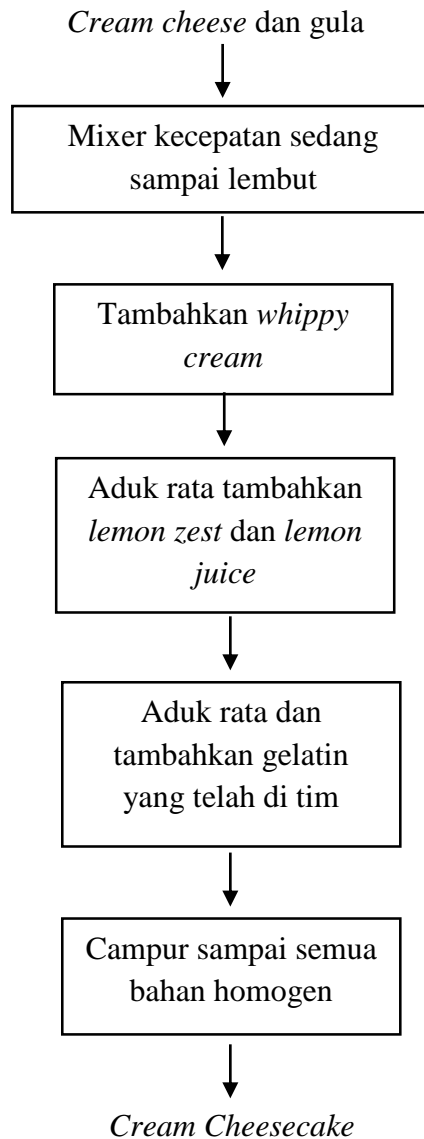 Cream cheese dan gula
Mixer kecepatan sedang
sampai lembut
Tambahkan whippy
cream
Aduk rata tambahkan
lemon zest dan lemon
juice
Aduk rata dan
tambahkan gelatin
yang telah di tim
Campur sampai semua
bahan homogen
Cream Cheesecake